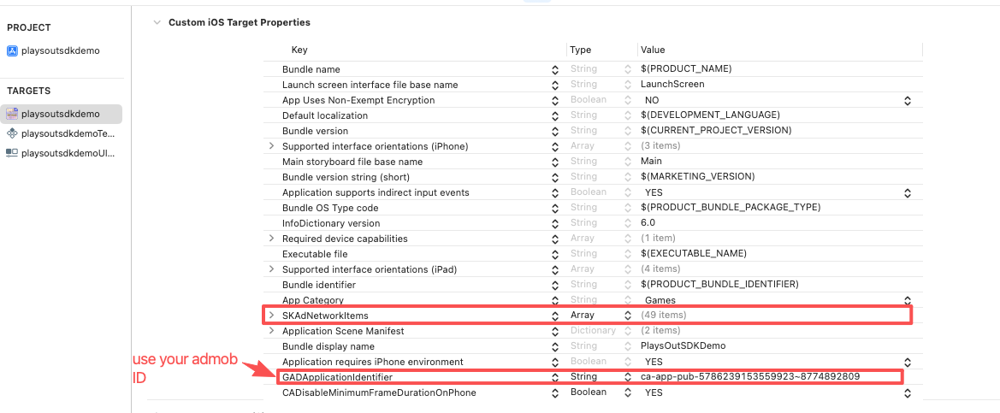 Custom iOS Target Properties
PROJECT
playsoutsdkdemo
TARGETS
playsoutsdkdemo
playsoutsdkdemoTe...
playsoutsdkdemoUI...
Key Type Value
Bundle name String $(PRODUCT_NAME)
Launch screen interface file base name String LaunchScreen
App Uses Non-Exempt Encryption Boolean NO
Default localization String $(DEVELOPMENT_LANGUAGE)
Bundle version String $(CURRENT_PROJECT_VERSION)
Supported interface orientations (iPhone) Array (3 items)
Main storyboard file base name String Main
Bundle version string (short) String $(MARKETING_VERSION)
Application supports indirect input events Boolean YES
Bundle OS Type code String $(PRODUCT_BUNDLE_PACKAGE_TYPE)
InfoDictionary version String 6.0
Required device capabilities Array (1 item)
Executable file String $(EXECUTABLE_NAME)
Supported interface orientations (iPad) Array (4 items)
Bundle identifier String $(PRODUCT_BUNDLE_IDENTIFIER)
App Category String Games
SKAdNetworkItems Array (49 items)
Application Scene Manifest Dictionary (2 items)
Bundle display name String PlaysOutSDKDemo
Application requires iPhone environment Boolean YES
GADApplicationIdentifier String ca-app-pub-5786239153559923~8774892809
CADisableMinimumFrameDurationOnPhone Boolean YES
use your admob
ID